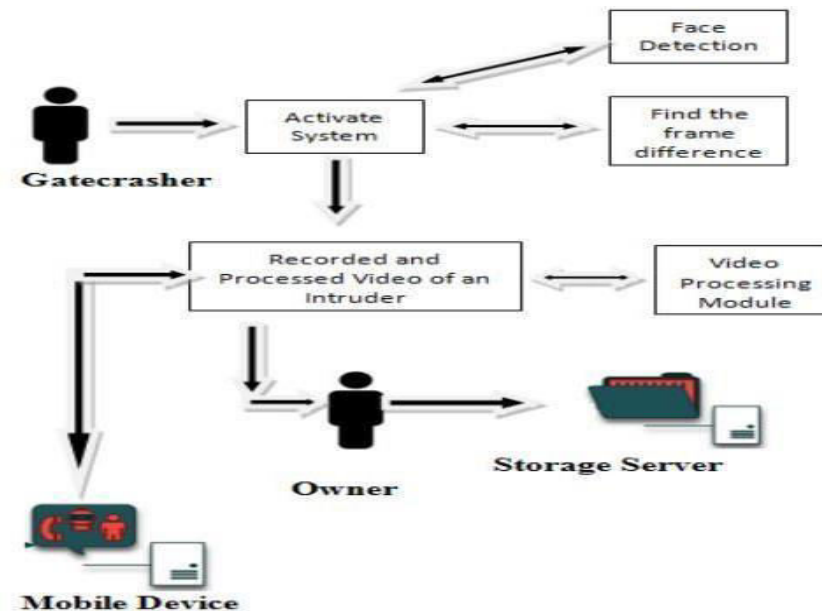 Face
Detection
Activate
System
Find the
frame
difference
Gatecrasher
Recorded and
Processed Video of an
Intruder
Video
Processing
Module
Storage Server
Owner
Mobile Device